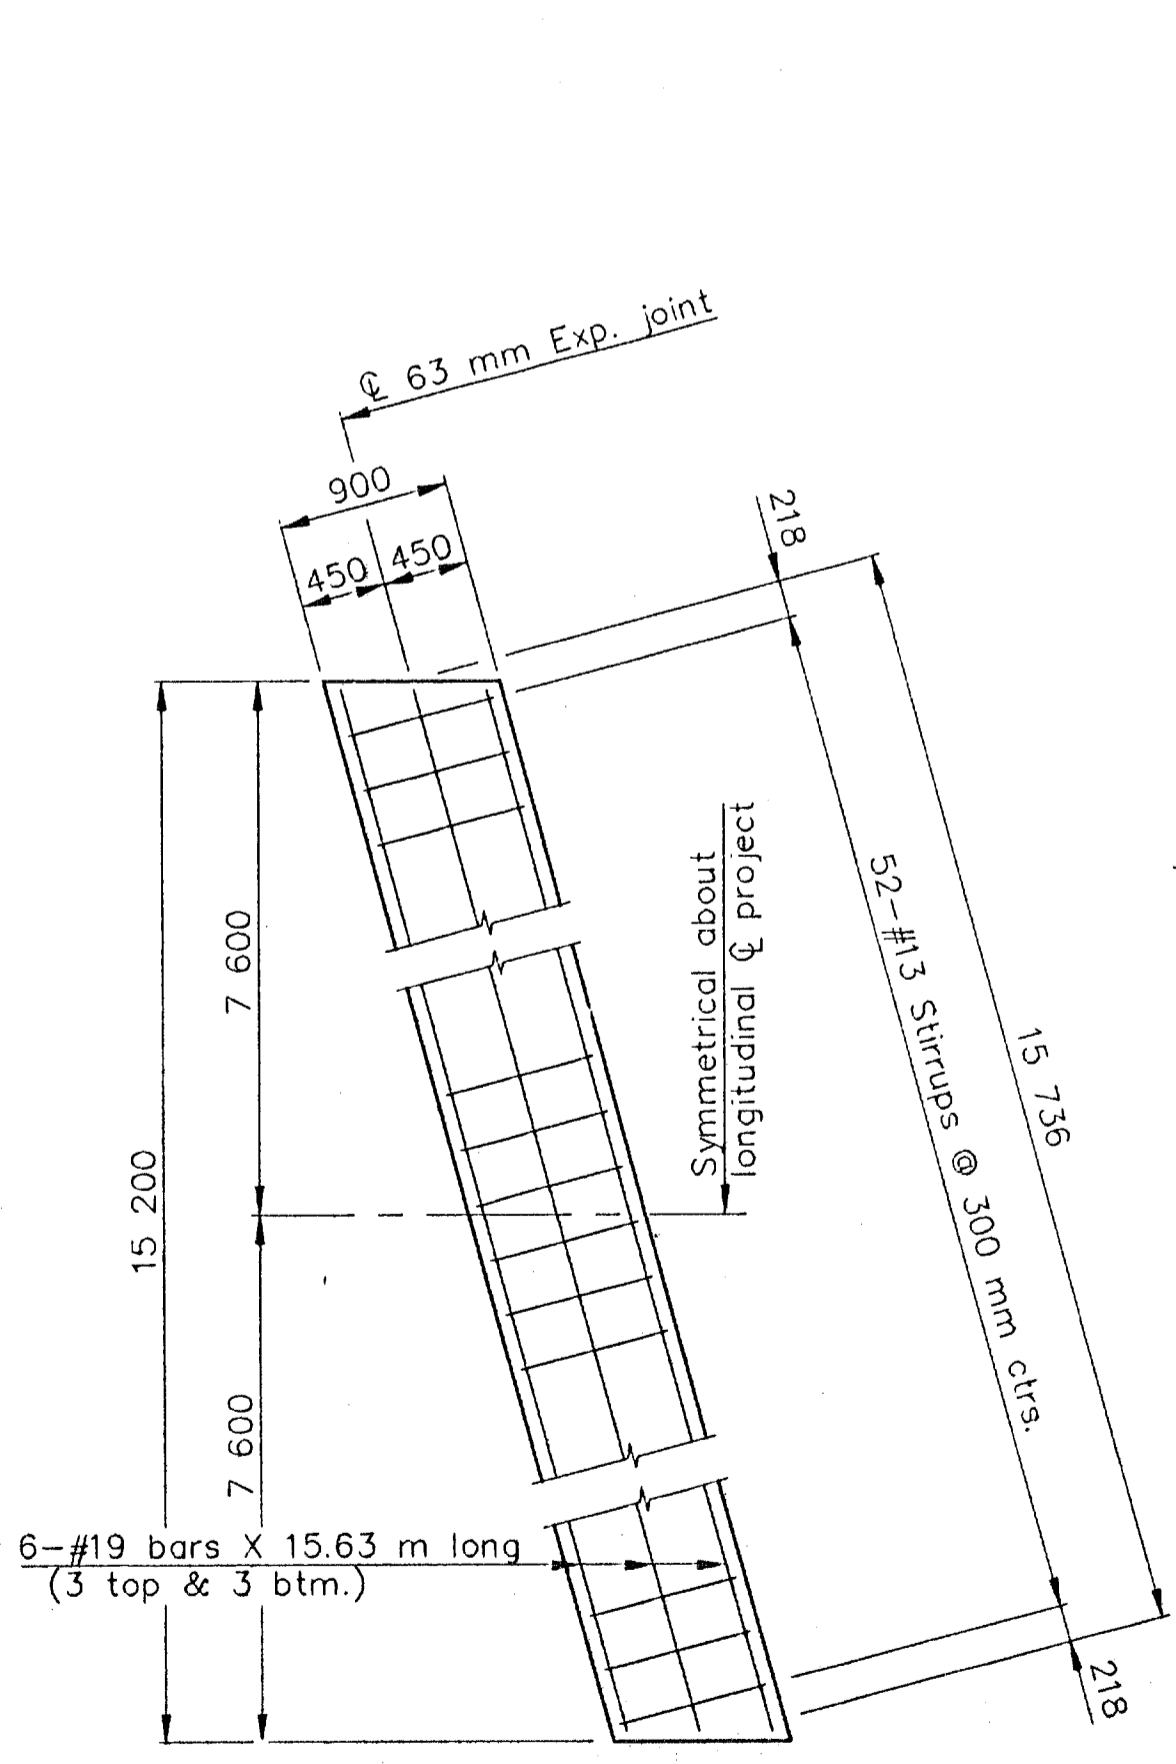 ℄ 63 mm Exp. joint
900
450
450
218
15 200
7 600
7 600
Symmetrical about
longitudinal ℄ project
52-#13 Stirrups @ 300 mm ctrs.
15 736
6-#19 bars X 15.63 m long
(3 top & 3 btm.)
218